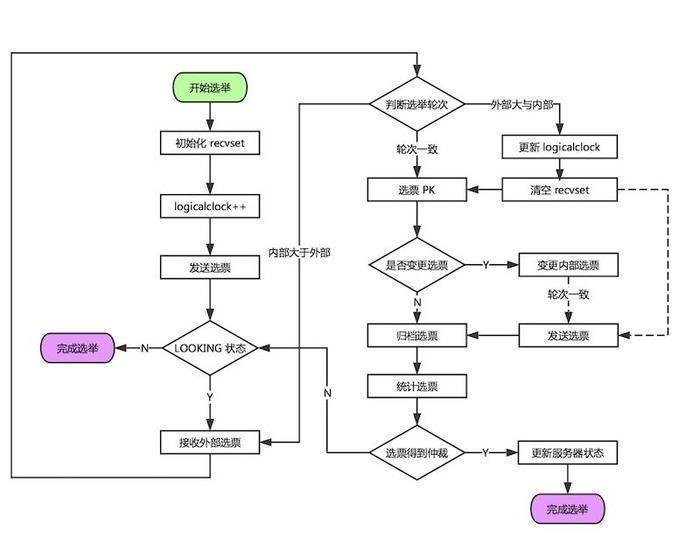 开始选举
初始化 recvset
logicalclock++
发送选票
LOOKING 状态
N
完成选举
Y
接收外部选票
判断选举轮次
外部大与内部
更新 logicalclock
轮次一致
选票 PK
清空 recvset
内部大于外部
是否变更选票
Y
变更内部选票
N
轮次一致
归档选票
发送选票
统计选票
N
选票得到仲裁
Y
更新服务器状态
完成选举